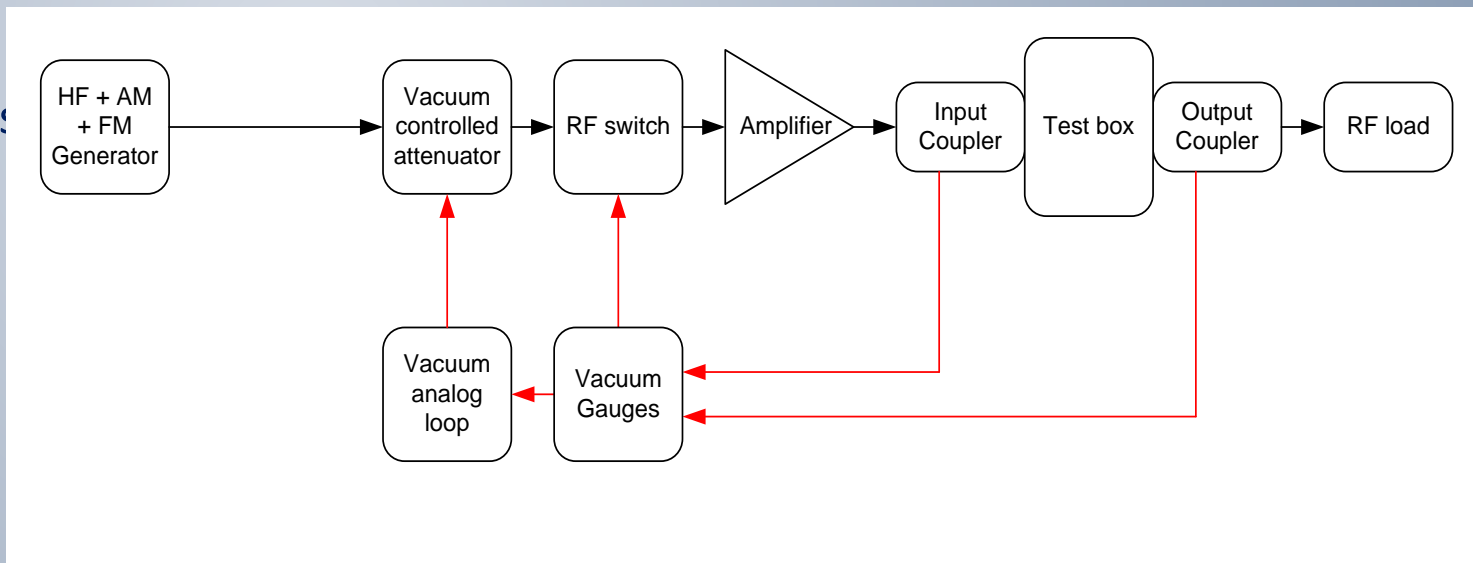 HF + AM
+ FM
Generator
Vacuum
controlled
attenuator
RF switch
Amplifier
Input
Coupler
Test box
Output
Coupler
RF load
Vacuum
analog
loop
Vacuum
Gauges